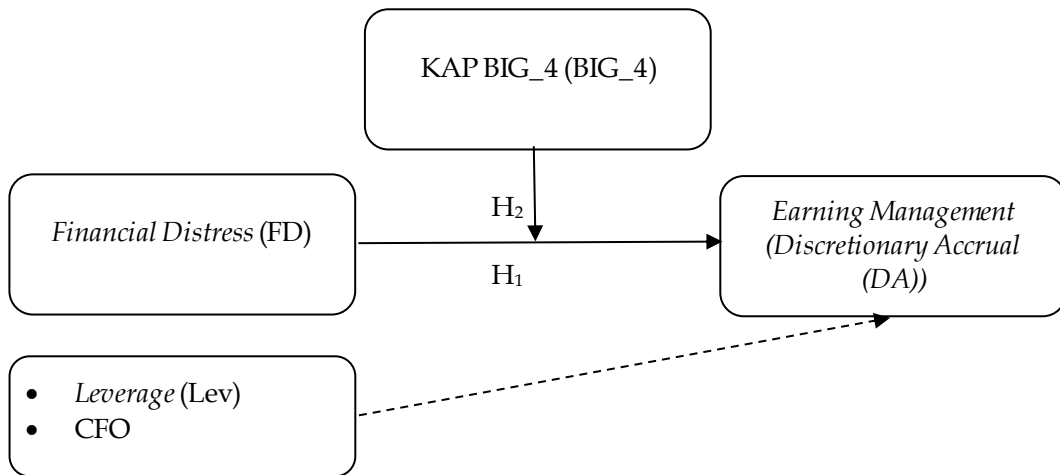 KAP BIG_4 (BIG_4)
H2
Financial Distress (FD)
H1
Earning Management
(Discretionary Accrual
(DA))
• Leverage (Lev)
• CFO